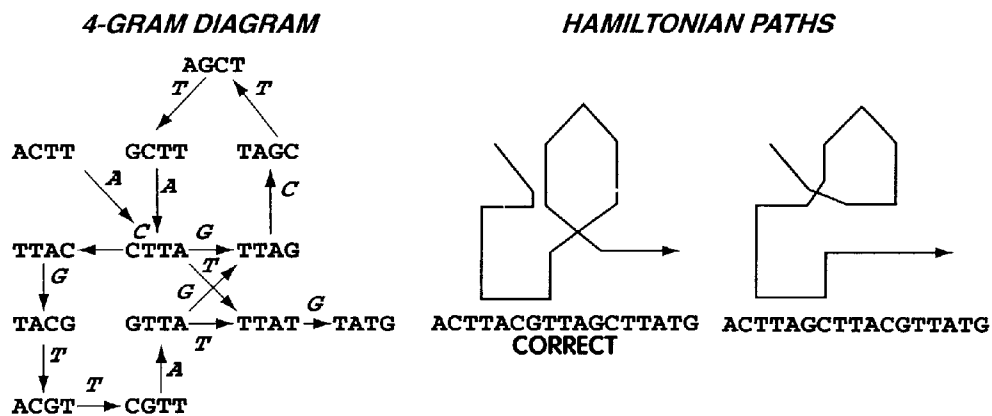 4-GRAM DIAGRAM
HAMILTONIAN PATHS
AGCT
T T
ACTT GCTT TAGC
A A C
C G
TTAC CTTA TTAG
G T
G
TACG GTTA TTAT G TATG
T
T A
T
ACGT CGTT
ACTTACGTTAGCTTATG
CORRECT
ACTTAGCTTACGTTATG